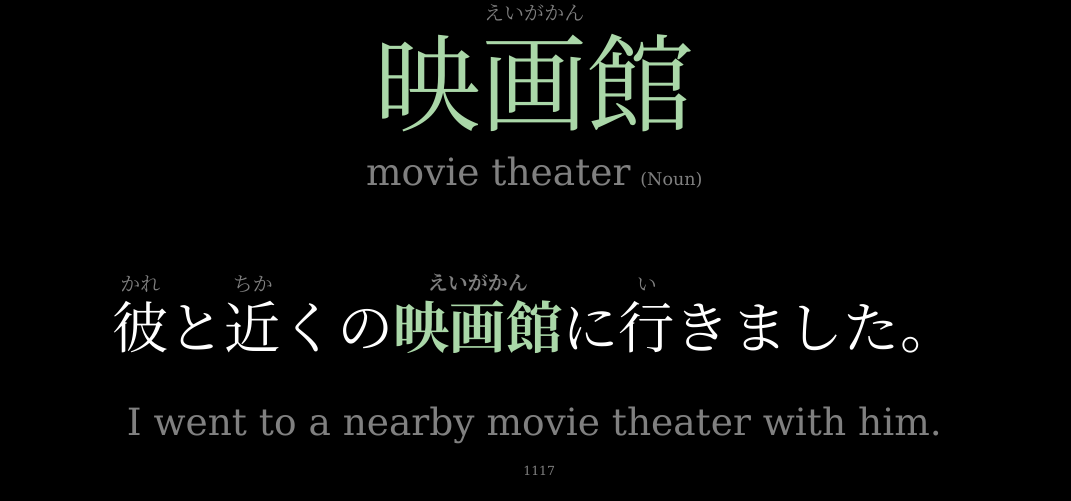 えいがかん
映画館
movie theater (Noun)
かれ ちか えいがかん い
彼と近くの映画館に行きました。
I went to a nearby movie theater with him.
1117